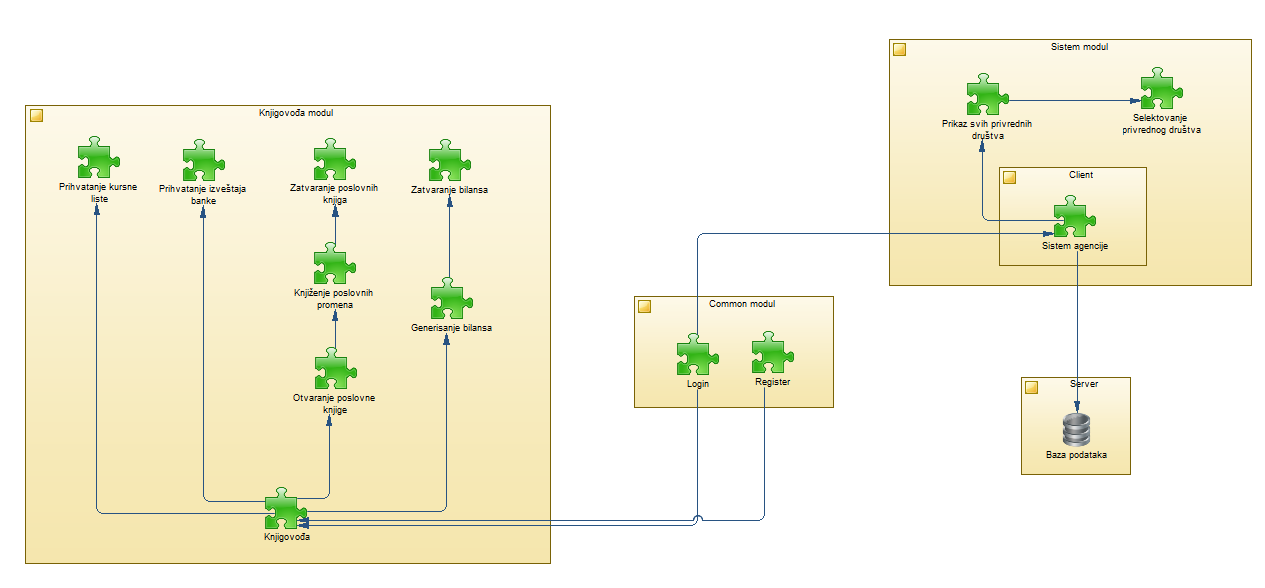 Knjigovođa modul
Prihvatanje kursne
liste
Prihvatanje izveštaja
banke
Zatvaranje poslovnih
knjiga
Zatvaranje bilansa
Knjiženje poslovnih
promena
Generisanje bilansa
Otvaranje poslovne
knjige
Knjigovođa
Common modul
Login
Register
Sistem modul
Prikaz svih privrednih
društva
Selektovanje
privrednog društva
Client
Sistem agencije
Server
Baza podataka